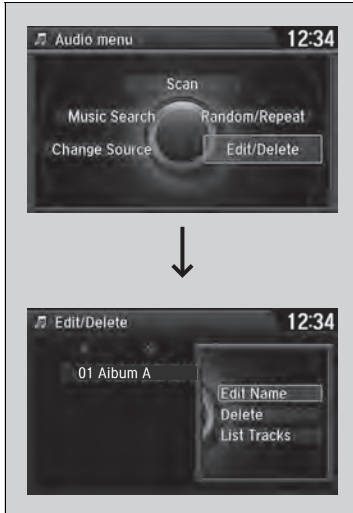 Audio menu 12:34
Scan
Music Search Random/Repeat
Change Source Edit/Delete
Edit/Delete 12:34
01 Aibum A
Edit Name
Delete
List Tracks